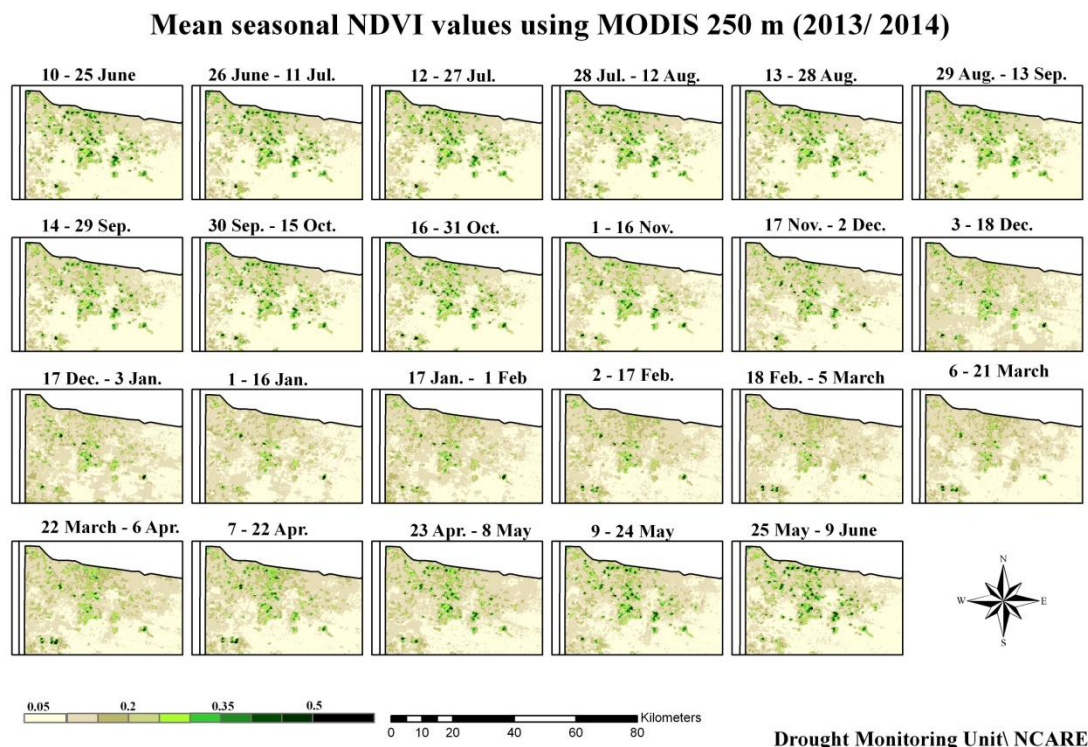 Mean seasonal NDVI values using MODIS 250 m (2013/ 2014)
10 - 25 June
26 June - 11 Jul.
12 - 27 Jul.
28 Jul. - 12 Aug.
13 - 28 Aug.
29 Aug. - 13 Sep.
14 - 29 Sep.
30 Sep. - 15 Oct.
16 - 31 Oct.
1 - 16 Nov.
17 Nov. - 2 Dec.
3 - 18 Dec.
17 Dec. - 3 Jan.
1 - 16 Jan.
17 Jan. - 1 Feb
2 - 17 Feb.
18 Feb. - 5 March
6 - 21 March
22 March - 6 Apr.
7 - 22 Apr.
23 Apr. - 8 May
9 - 24 May
25 May - 9 June
N
W E
S
0.05 0.2 0.35 0.5
Kilometers
0 10 20 40 60 80
Drought Monitoring Unit\ NCARE